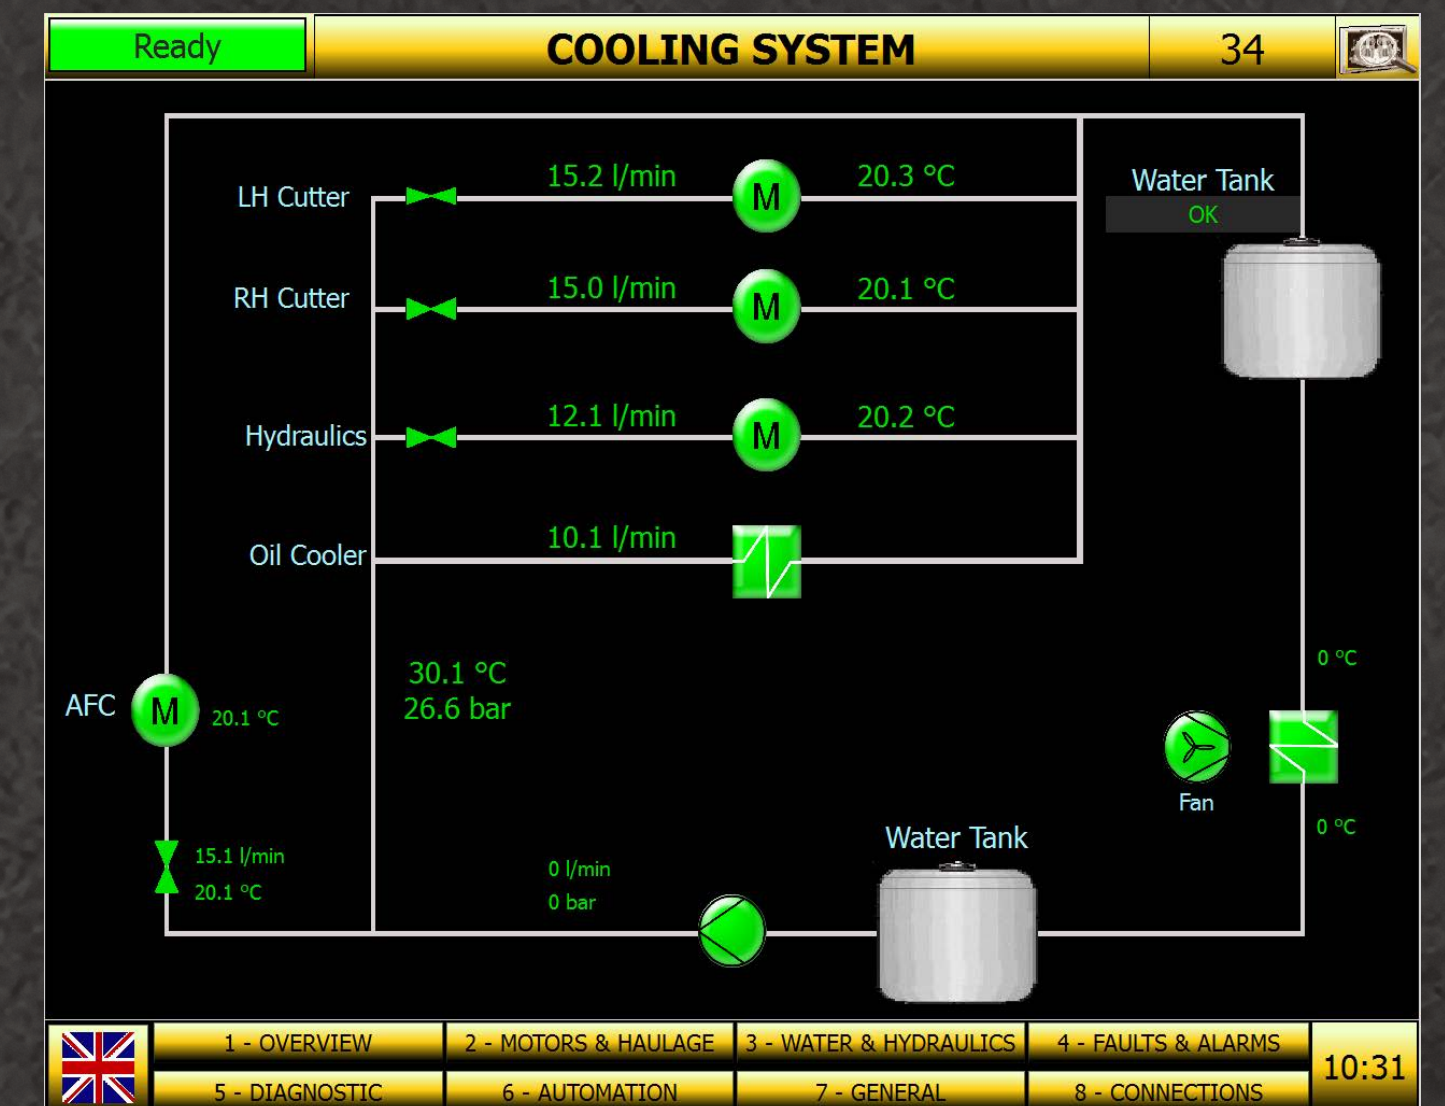 Ready COOLING SYSTEM 34
LH Cutter 15.2 l/min M 20.3 °C
Water Tank
OK
RH Cutter 15.0 l/min M 20.1 °C
Hydraulics 12.1 l/min M 20.2 °C
Oil Cooler 10.1 l/min
30.1 °C
26.6 bar
0 °C
AFC M 20.1 °C
Fan
0 °C
Water Tank
15.1 l/min
20.1 °C
0 l/min
0 bar
1 - OVERVIEW 2 - MOTORS & HAULAGE 3 - WATER & HYDRAULICS 4 - FAULTS & ALARMS
10:31
5 - DIAGNOSTIC 6 - AUTOMATION 7 - GENERAL 8 - CONNECTIONS